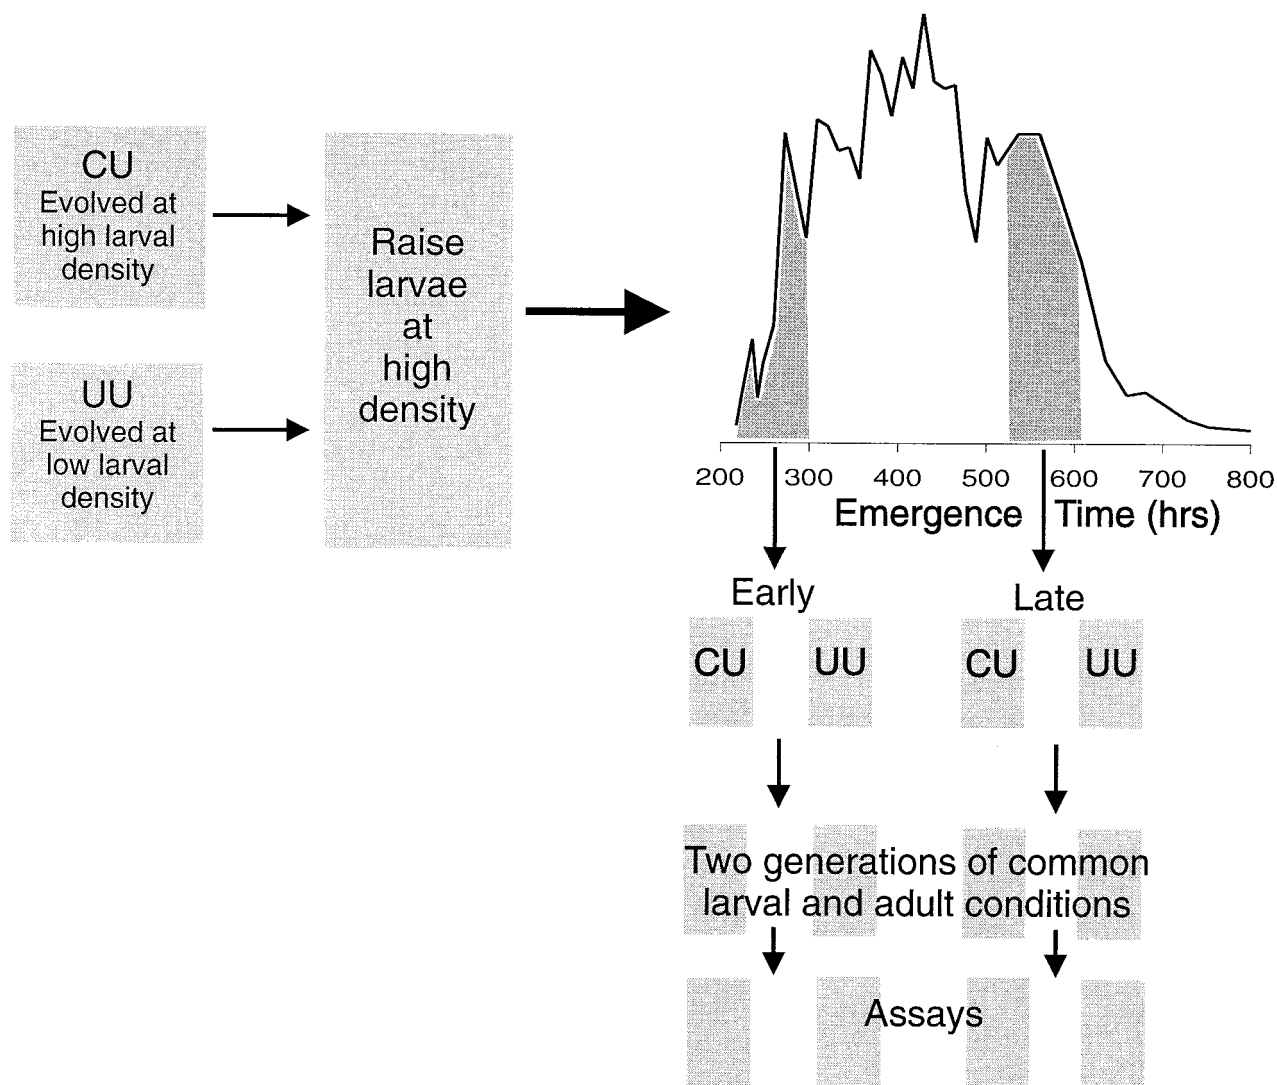 CU
Evolved at
high larval
density
UU
Evolved at
low larval
density
Raise
larvae
at
high
density
200 300 400 500 600 700 800
Emergence Time (hrs)
Early Late
CU UU CU UU
Two generations of common
larval and adult conditions
Assays